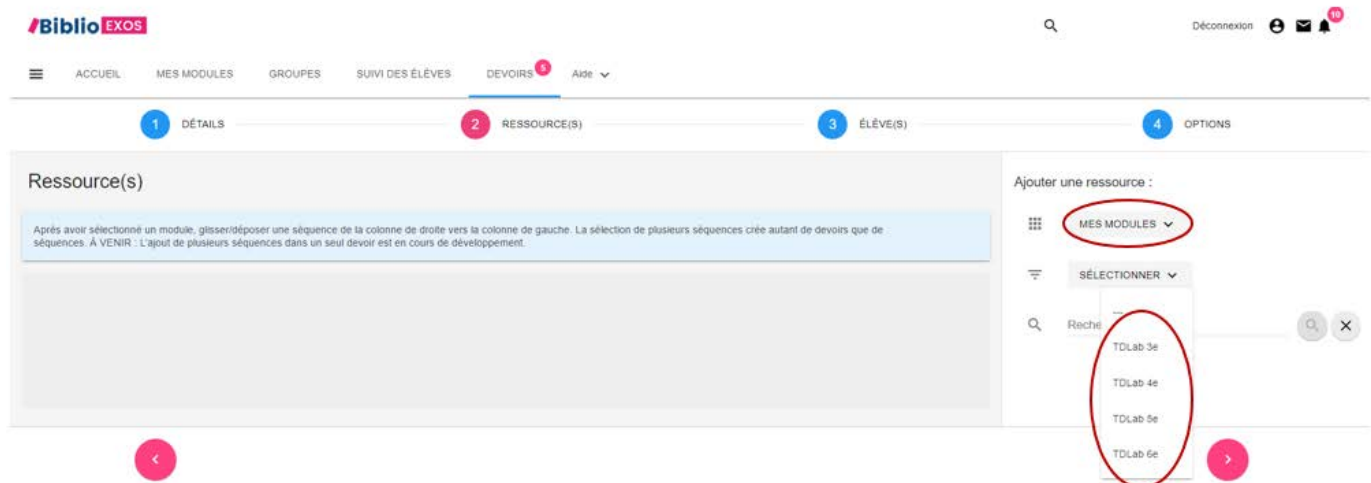 /Biblio EXOS
Déconnexion
10
ACCUEIL MES MODULES GROUPES SUIVI DES ÉLÈVES DEVOIRS 5 Aide
1 DÉTAILS 2 RESSOURCE(S) 3 ÉLÈVE(S) 4 OPTIONS
Ressource(s)
Après avoir sélectionné un module, glisser/déposer une séquence de la colonne de droite vers la colonne de gauche. La sélection de plusieurs séquences crée autant de devoirs que de
séquences. À VENIR : L'ajout de plusieurs séquences dans un seul devoir est en cours de développement.
Ajouter une ressource :
MES MODULES
SÉLECTIONNER
Reche
---
TDLab 3e
TDLab 4e
TDLab 5e
TDLab 6e